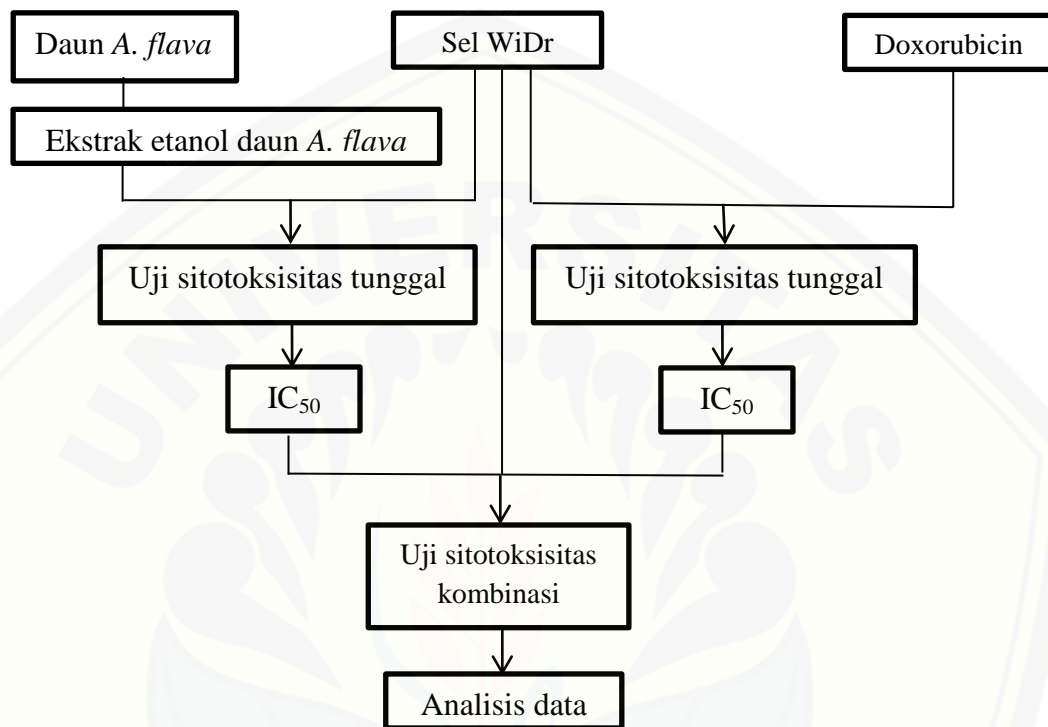 Daun A. flava
Sel WiDr
Doxorubicin
Ekstrak etanol daun A. flava
Uji sitotoksisitas tunggal
Uji sitotoksisitas tunggal
IC₅₀
IC₅₀
Uji sitotoksisitas
kombinasi
Analisis data
UNIVERSITAS